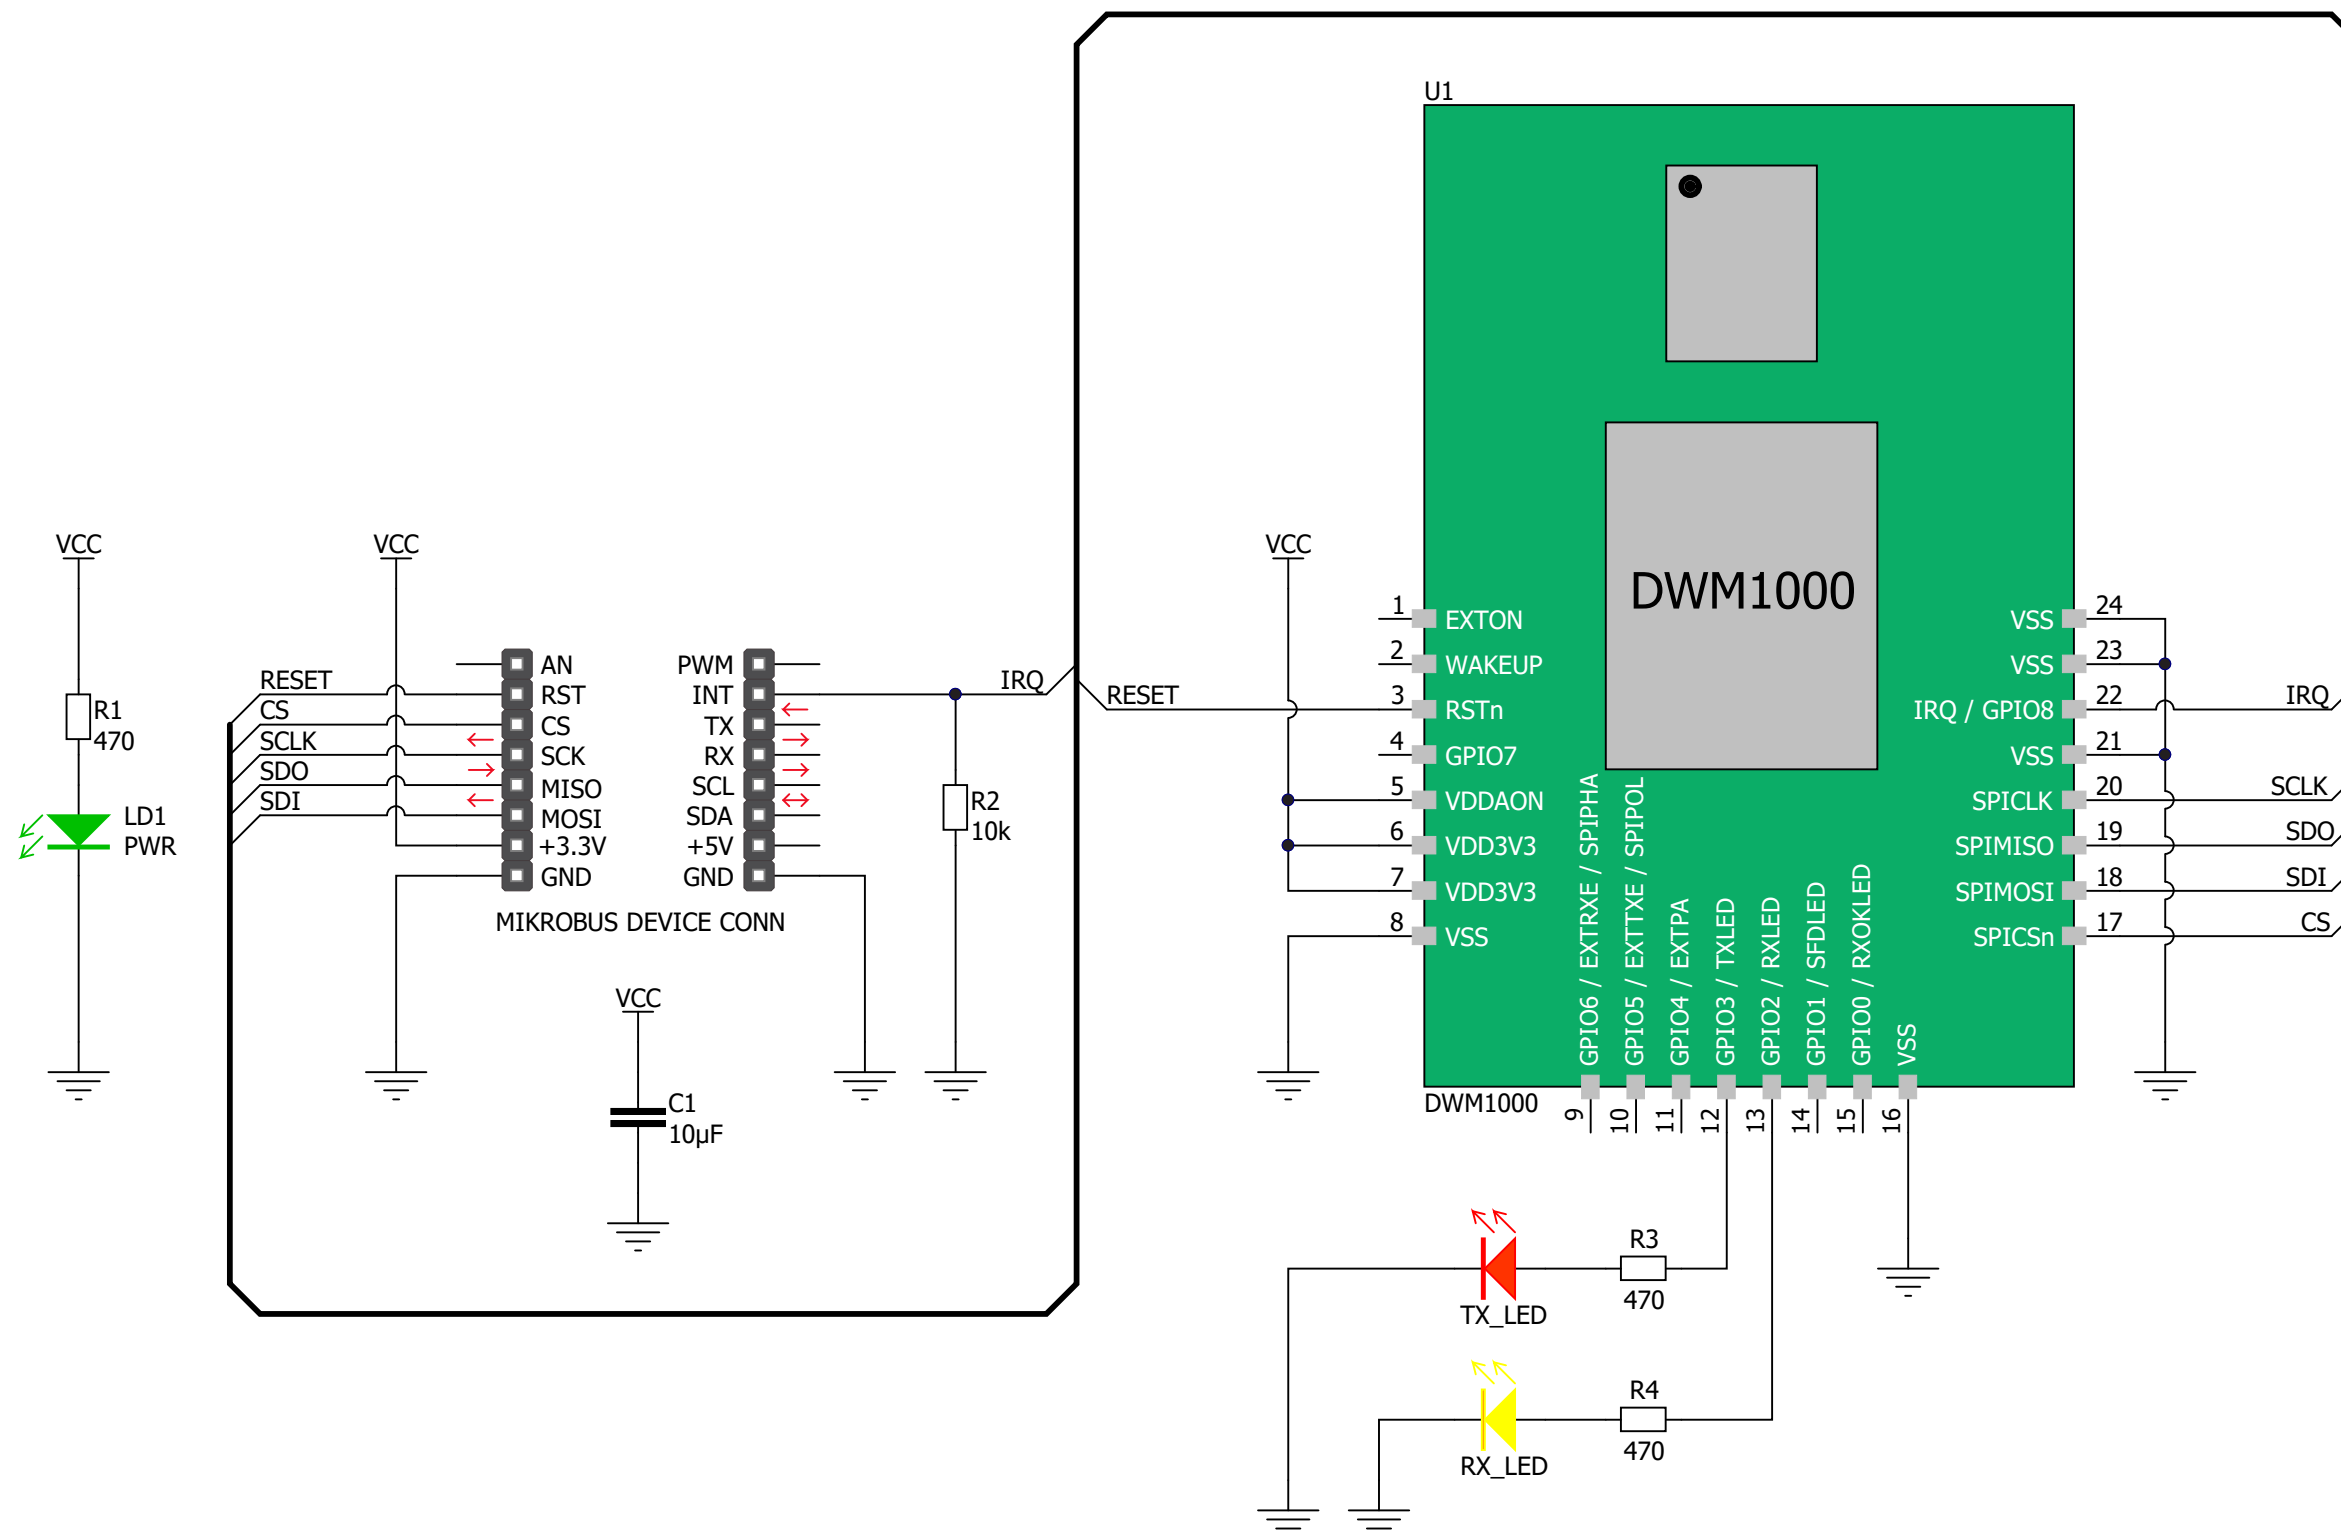 U1
DWM1000
VCC
R1
470
LD1
PWR
VCC
RESET
CS
SCLK
SDO
SDI
AN
RST
CS
SCK
MISO
MOSI
+3.3V
GND
PWM
INT
TX
RX
SCL
SDA
+5V
GND
MIKROBUS DEVICE CONN
IRQ
R2
10k
VCC
C1
10µF
RESET
VCC
1 EXTON
2 WAKEUP
3 RSTn
4 GPIO7
5 VDDAON
6 VDD3V3
7 VDD3V3
8 VSS
VSS 24
VSS 23
IRQ / GPIO8 22 IRQ
VSS 21
SPICLK 20 SCLK
SPIMISO 19 SDO
SPIMOSI 18 SDI
SPICSn 17 CS
GPIO6 / EXTRXE / SPIPHA
GPIO5 / EXTTXE / SPIPOL
GPIO4 / EXTPA
GPIO3 / TXLED
GPIO2 / RXLED
GPIO1 / SFDLED
GPIO0 / RXOKLED
VSS
DWM1000
9
10
11
12
13
14
15
16
R3
470
TX_LED
R4
470
RX_LED